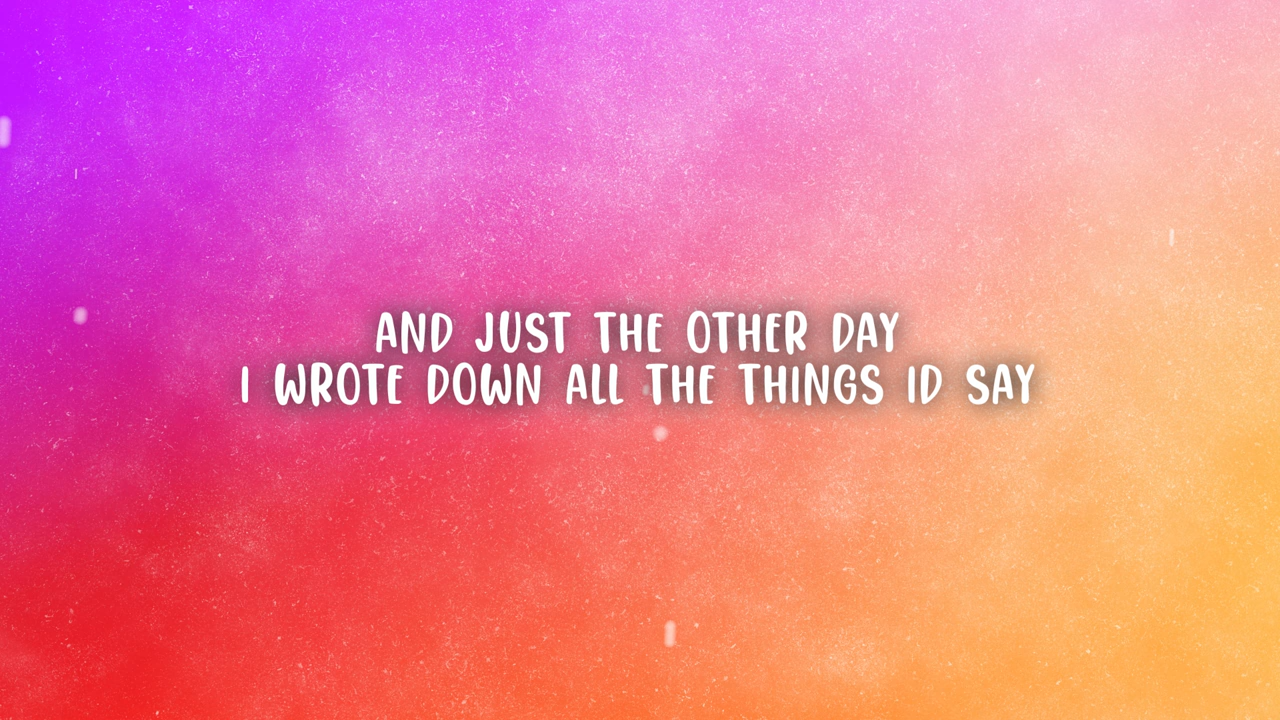 AND JUST THE OTHER DAY
I WROTE DOWN ALL THE THINGS ID SAY